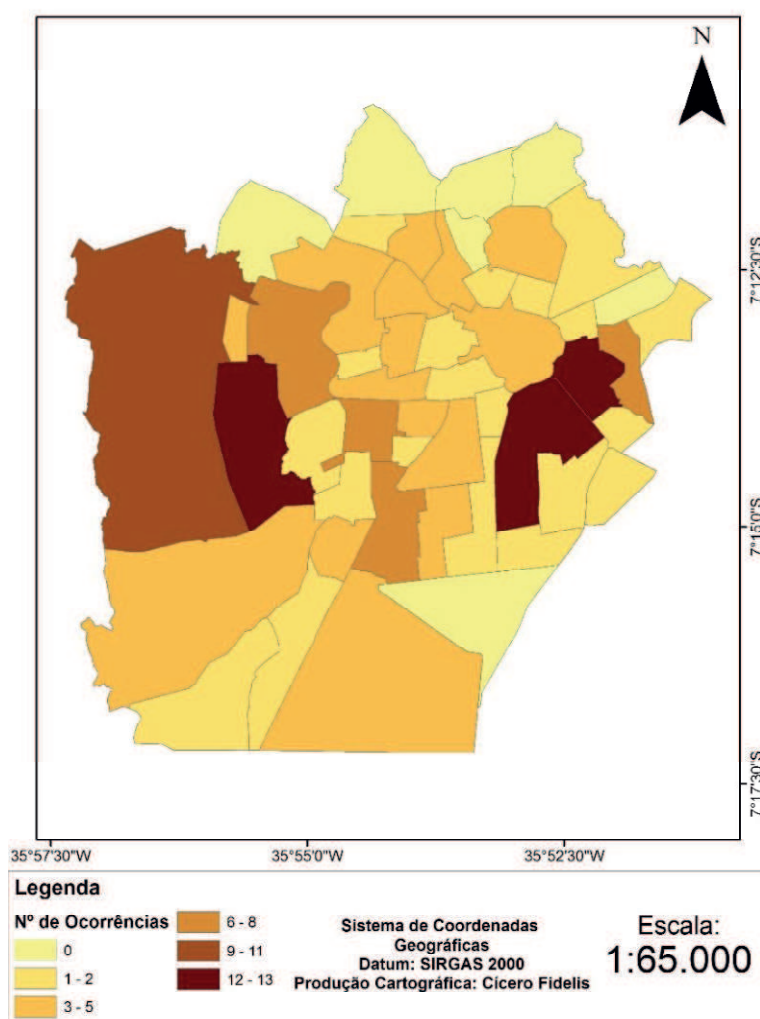 N
7°12'30"S
7°15'0"S
7°17'30"S
35°57'30"W
35°55'0"W
35°52'30"W
Legenda
Nº de Ocorrências
0
1 - 2
3 - 5
6 - 8
9 - 11
12 - 13
Sistema de Coordenadas
Geográficas
Datum: SIRGAS 2000
Produção Cartográfica: Cícero Fidelis
Escala:
1:65.000